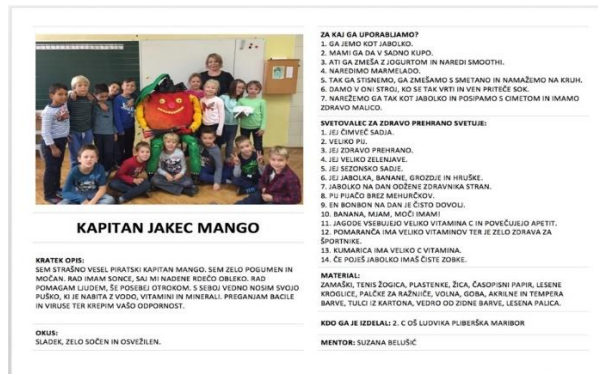 KAPITAN JAKEC MANGO
KRATEK OPIS:
SEM STRAŠNO VESEL PIRATSKI KAPITAN MANGO. SEM ZELO POGUMEN IN
MOČAN. RAD IMAM SONCE, SAJ MI NADENE RDEČO OBLEKO. RAD
POMAGAM LJUDEM, ŠE POSEBEJ OTROKOM. S SEBOJ VEDNO NOSIM SVOJO
PUŠKO, KI JE NABITA Z VODO, VITAMINI IN MINERALI. PREGANJAM BACILE
IN VIRUSE TER KREPIM VAŠO ODPORNOST.
OKUS:
SLADEK, ZELO SOČEN IN OSVEŽILEN.
ZA KAJ GA UPORABLJAMO?
1. GA JEMO KOT JABOLKO.
2. MAMI GA DA V SADNO KUPO.
3. ATI GA ZMEŠA Z JOGURTOM IN NAREDI SMOOTHI.
4. NAREDIMO MARMELADO.
5. TAK GA STISNEMO, GA ZMEŠAMO S SMETANO IN NAMAŽEMO NA KRUH.
6. DAMO V ONI STROJ, KO SE TAK VRTI IN VEN PRITEČE SOK.
7. NAREŽEMO GA TAK KOT JABOLKO IN POSIPAMO S CIMETOM IN IMAMO
ZDRAVO MALICO.
SVETOVALEC ZA ZDRAVO PREHRANO SVETUJE:
1. JEJ ČIMVEČ SADJA.
2. VELIKO PIJ.
3. JEJ ZDRAVO PREHRANO.
4. JEJ VELIKO ZELENJAVE.
5. JEJ SEZONSKO SADJE.
6. JEJ JABOLKA, BANANE, GROZDJE IN HRUŠKE.
7. JABOLKO NA DAN ODŽENE ZDRAVNIKA STRAN.
8. PIJ PIJAČO BREZ MEHURČKOV.
9. EN BONBON NA DAN JE ČISTO DOVOLJ.
10. BANANA, MJAM, MOČI IMAM!
11. JAGODE VSEBUJEJO VELIKO VITAMINA C IN POVEČUJEJO APETIT.
12. POMARANČA IMA VELIKO VITAMINOV TER JE ZELO ZDRAVA ZA
ŠPORTNIKE.
13. KUMARICA IMA VELIKO C VITAMINA.
14. ČE POJEŠ JABOLKO IMAŠ ČISTE ZOBKE.
MATERIAL:
ZAMAŠKI, TENIS ŽOGICA, PLASTENKE, ŽICA, ČASOPISNI PAPIR, LESENE
KROGLICE, PALČKE ZA RAŽNJIČE, VOLNA, GOBA, AKRILNE IN TEMPERA
BARVE, TULCI IZ KARTONA, VEDRO OD ZIDNE BARVE, LESENA PALICA.
KDO GA JE IZDELAL: 2. C OŠ LUDVIKA PLIBERŠKA MARIBOR
MENTOR: SUZANA BELUŠIĆ